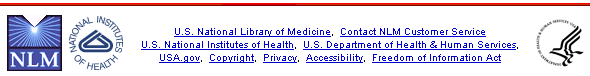 NLM
NATIONAL INSTITUTES OF HEALTH
U.S. National Library of Medicine, Contact NLM Customer Service
U.S. National Institutes of Health, U.S. Department of Health & Human Services,
USA.gov, Copyright, Privacy, Accessibility, Freedom of Information Act